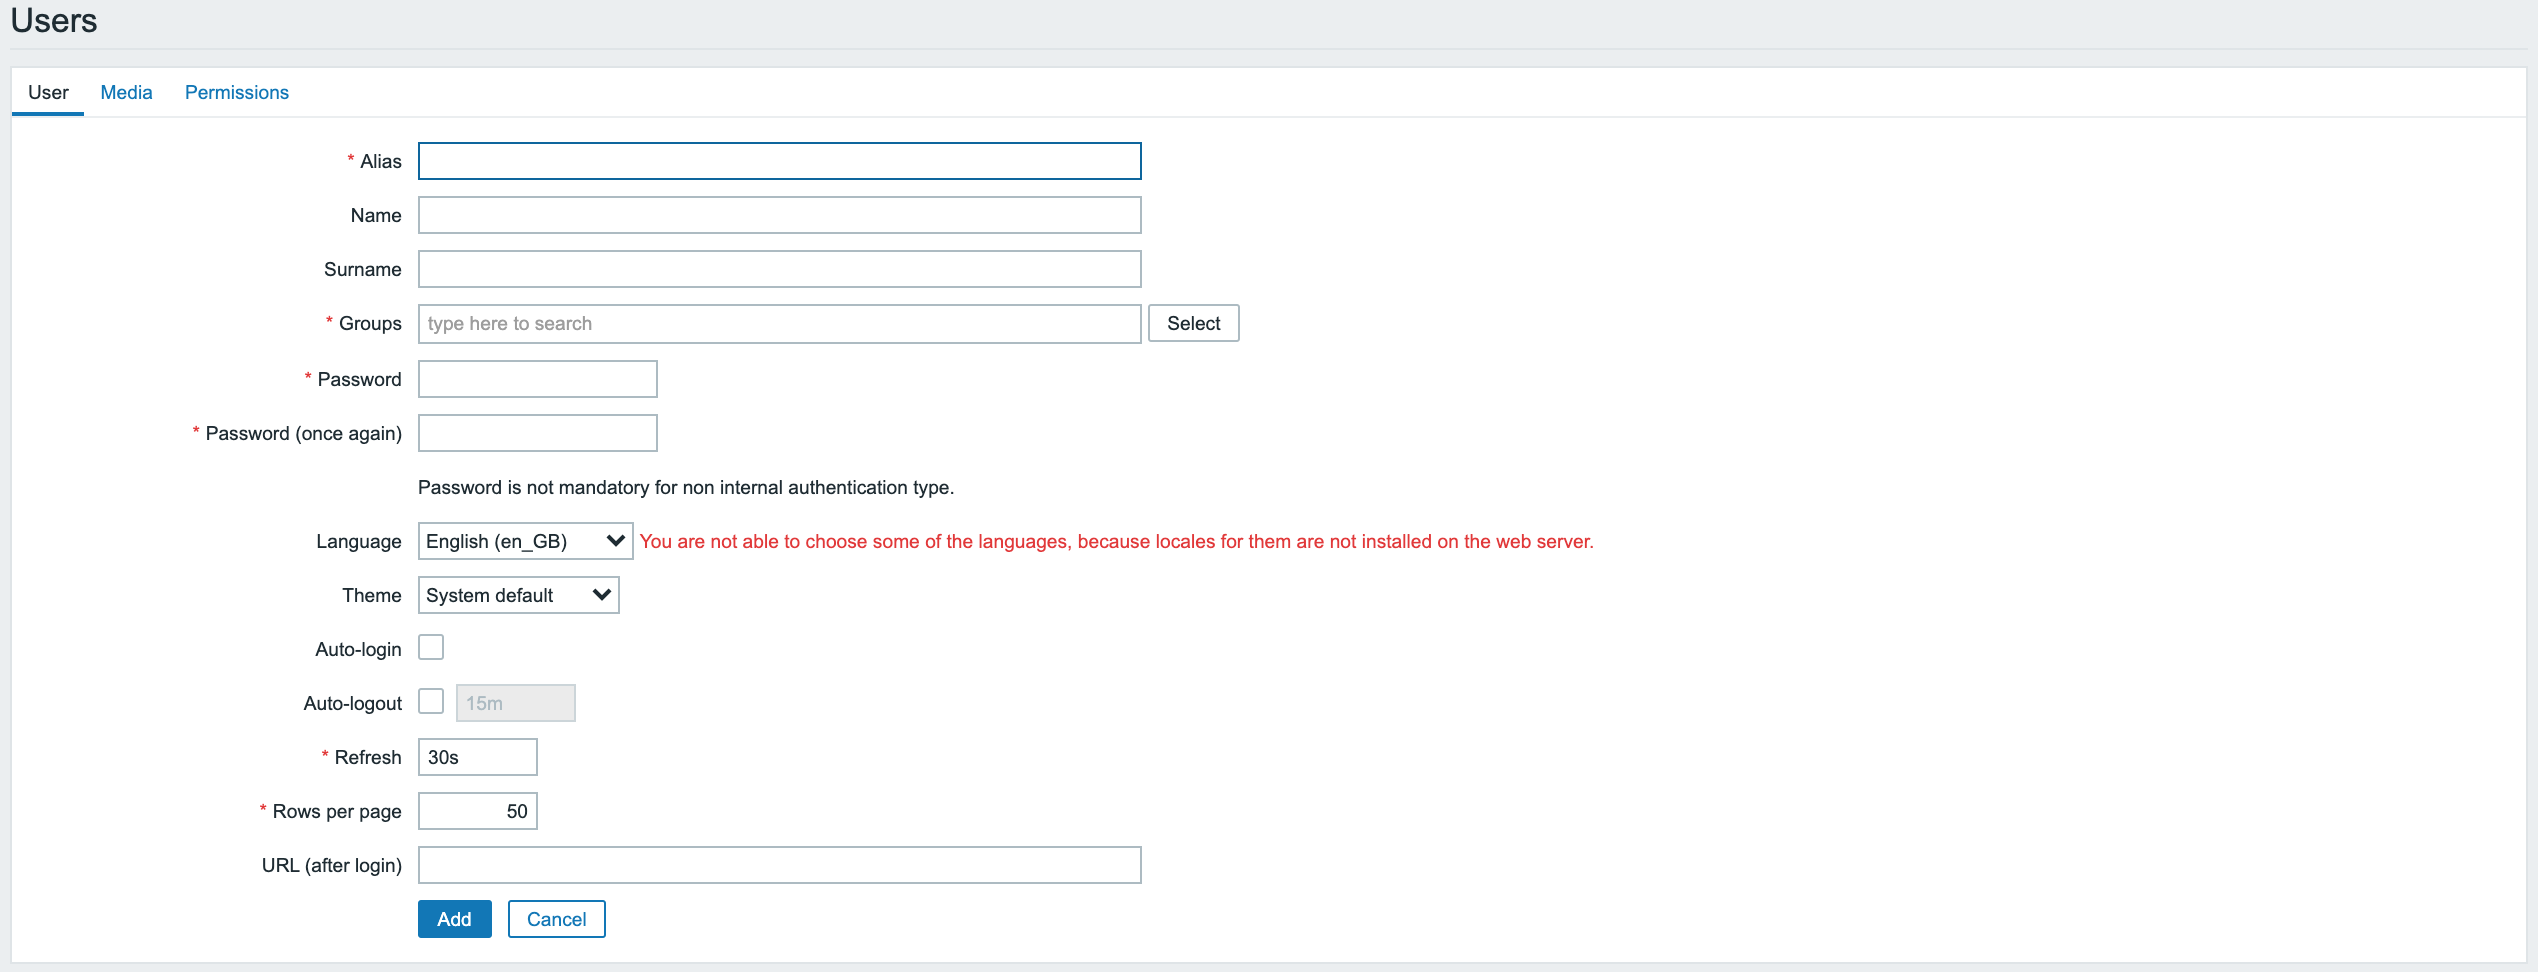 Users
User Media Permissions
* Alias
Name
Surname
* Groups type here to search Select
* Password
* Password (once again)
Password is not mandatory for non internal authentication type.
Language English (en_GB) You are not able to choose some of the languages, because locales for them are not installed on the web server.
Theme System default
Auto-login
Auto-logout 15m
* Refresh 30s
* Rows per page 50
URL (after login)
Add Cancel